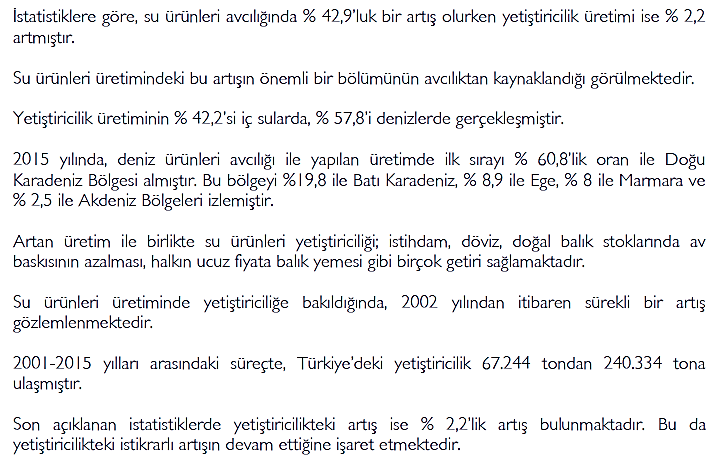 İstatistiklere göre, su ürünleri avcılığında % 42,9'luk bir artış olurken yetiştiricilik üretimi ise % 2,2
artmıştır.
Su ürünleri üretimindeki bu artışın önemli bir bölümünün avcılıktan kaynaklandığı görülmektedir.
Yetiştiricilik üretiminin % 42,2'si iç sularda, % 57,8'i denizlerde gerçekleşmiştir.
2015 yılında, deniz ürünleri avcılığı ile yapılan üretimde ilk sırayı % 60,8'lik oran ile Doğu
Karadeniz Bölgesi almıştır. Bu bölgeyi %19,8 ile Batı Karadeniz, % 8,9 ile Ege, % 8 ile Marmara ve
% 2,5 ile Akdeniz Bölgeleri izlemiştir.
Artan üretim ile birlikte su ürünleri yetiştiriciliği; istihdam, döviz, doğal balık stoklarında av
baskısının azalması, halkın ucuz fiyata balık yemesi gibi birçok getiri sağlamaktadır.
Su ürünleri üretiminde yetiştiriciliğe bakıldığında, 2002 yılından itibaren sürekli bir artış
gözlemlenmektedir.
2001-2015 yılları arasındaki süreçte, Türkiye'deki yetiştiricilik 67.244 tondan 240.334 tona
ulaşmıştır.
Son açıklanan istatistiklerde yetiştiricilikteki artış ise % 2,2'lik artış bulunmaktadır. Bu da
yetiştiricilikteki istikrarlı artışın devam ettiğine işaret etmektedir.